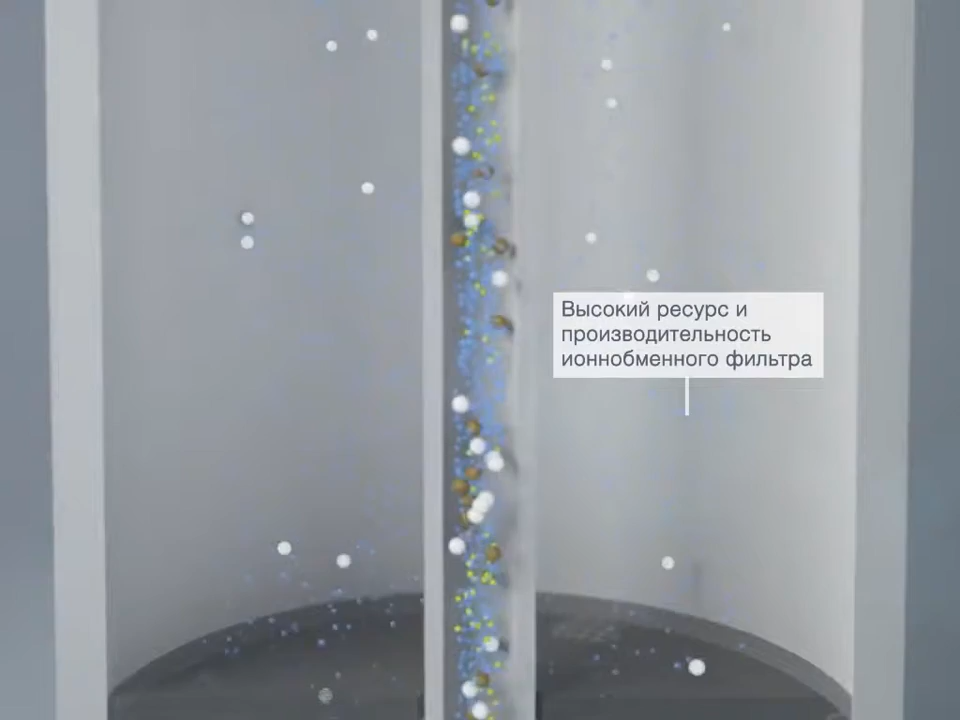 Высокий ресурс и
производительность
ионнобменного фильтра